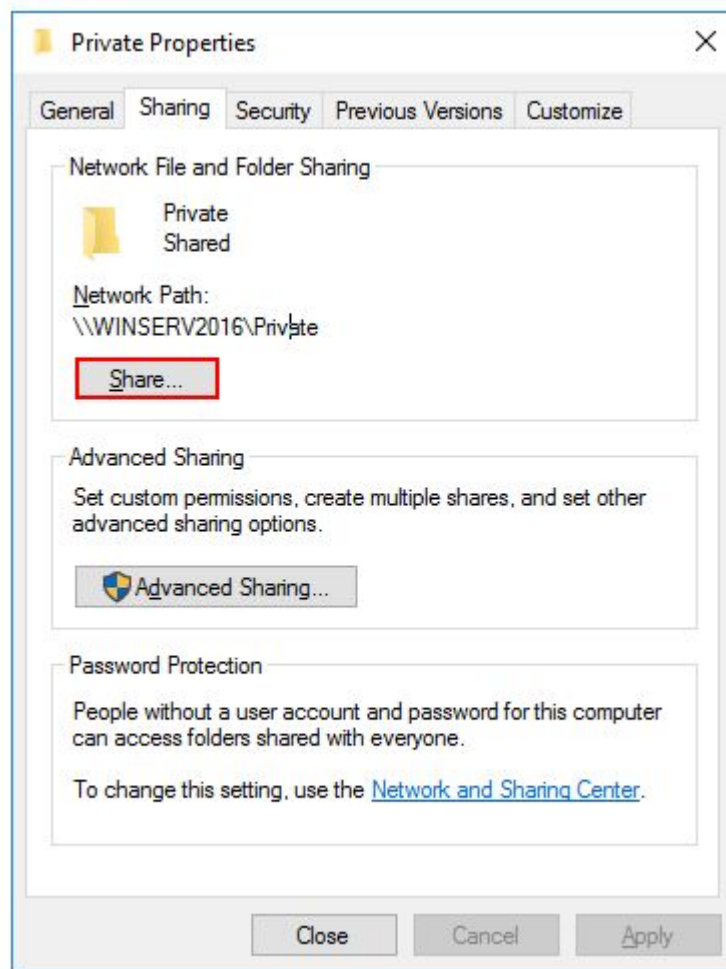 Private Properties
General Sharing Security Previous Versions Customize
Network File and Folder Sharing
Private
Shared
Network Path:
\\WINSERV2016\Private
Share...
Advanced Sharing
Set custom permissions, create multiple shares, and set other
advanced sharing options.
Advanced Sharing...
Password Protection
People without a user account and password for this computer
can access folders shared with everyone.
To change this setting, use the Network and Sharing Center.
Close Cancel Apply